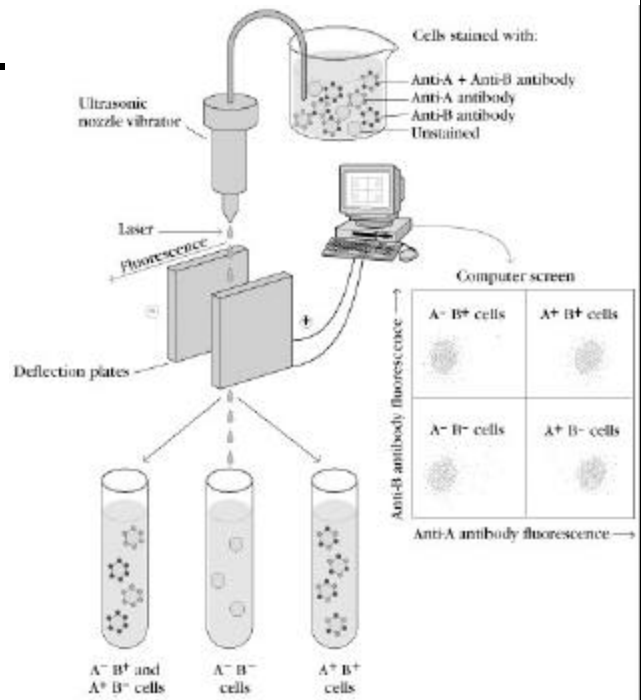 Cells stained with:
Anti-A + Anti-B antibody
Anti-A antibody
Anti-B antibody
Unstained
Ultrasonic
nozzle vibrator
Laser
Fluorescence
−
+
Deflection plates
Computer screen
A⁻ B⁺ cells
A⁺ B⁺ cells
A⁻ B⁻ cells
A⁺ B⁻ cells
Anti-B antibody fluorescence
Anti-A antibody fluorescence
A⁻ B⁺ and
A⁺ B⁻ cells
A⁻ B⁻
cells
A⁺ B⁺
cells